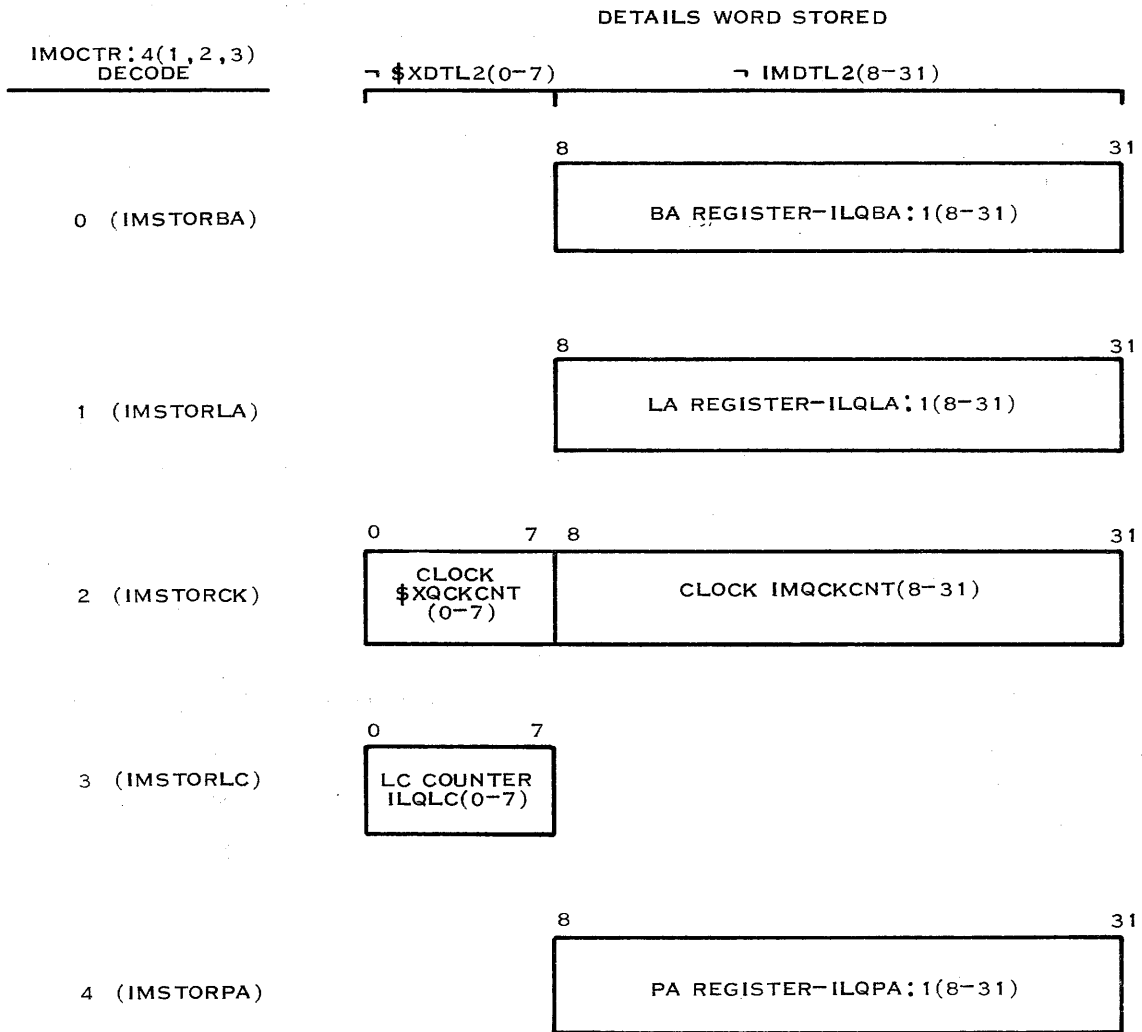 DETAILS WORD STORED
IMOCTR:4(1,2,3)
DECODE
¬ $XDTL2(0-7)
¬ IMDTL2(8-31)
8 31
0 (IMSTORBA)
BA REGISTER-ILQBA:1(8-31)
8 31
1 (IMSTORLA)
LA REGISTER-ILQLA:1(8-31)
0 7 8 31
2 (IMSTORCK)
CLOCK
$XQCKCNT
(0-7)
CLOCK IMQCKCNT(8-31)
0 7
3 (IMSTORLC)
LC COUNTER
ILQLC(0-7)
8 31
4 (IMSTORPA)
PA REGISTER-ILQPA:1(8-31)